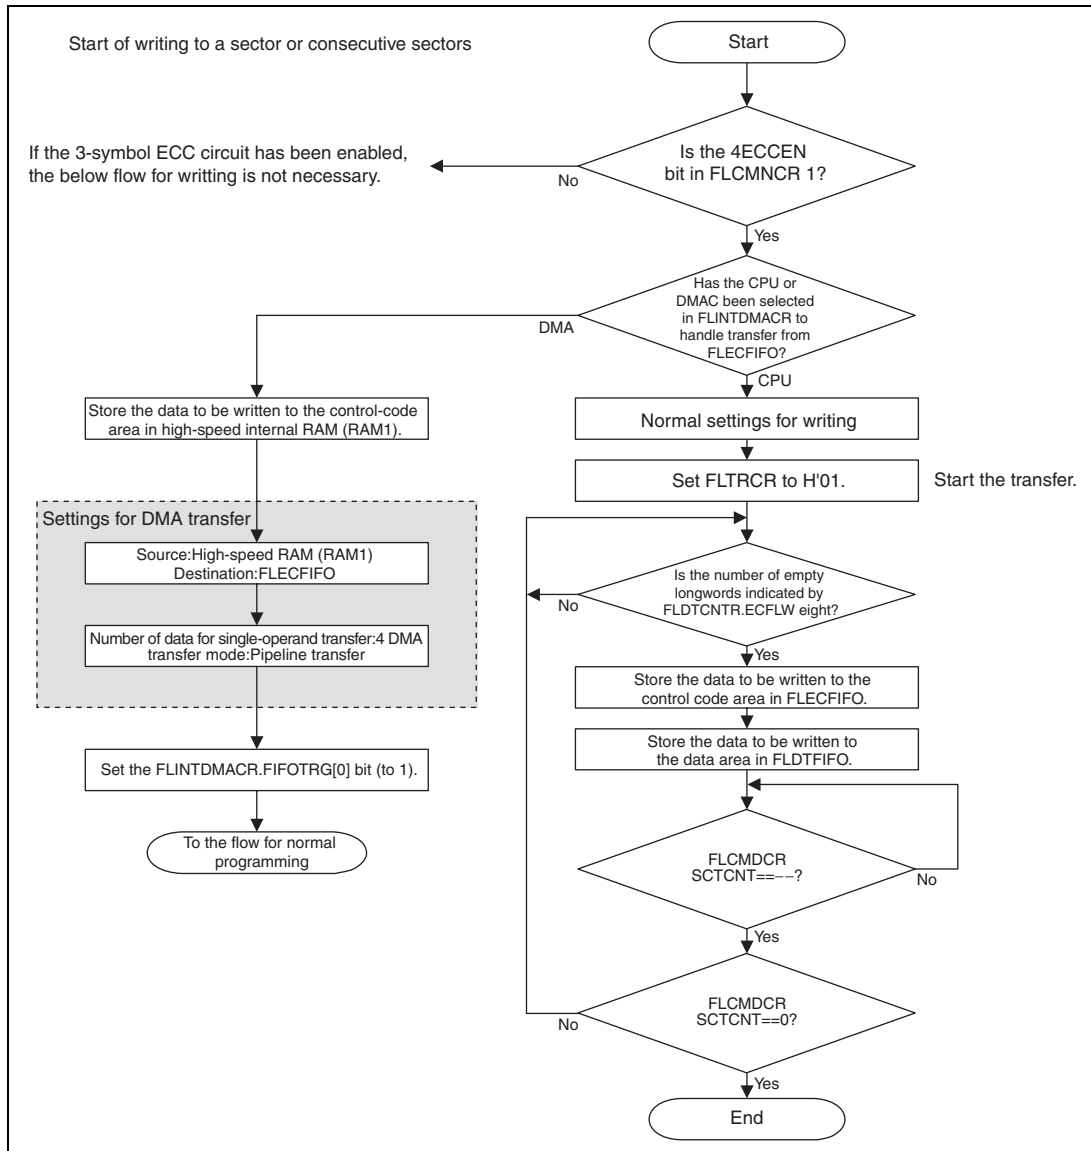 Start of writing to a sector or consecutive sectors
Start
If the 3-symbol ECC circuit has been enabled,
the below flow for writting is not necessary.
Is the 4ECCEN
bit in FLCMNCR 1?
No
Yes
Has the CPU or
DMAC been selected
in FLINTDMACR to
handle transfer from
FLECFIFO?
DMA
CPU
Store the data to be written to the control-code
area in high-speed internal RAM (RAM1).
Settings for DMA transfer
Source:High-speed RAM (RAM1)
Destination:FLECFIFO
Number of data for single-operand transfer:4 DMA
transfer mode:Pipeline transfer
Set the FLINTDMACR.FIFOTRG[0] bit (to 1).
To the flow for normal
programming
Normal settings for writing
Set FLTRCR to H'01.
Start the transfer.
Is the number of empty
longwords indicated by
FLDTCNTR.ECFLW eight?
No
Yes
Store the data to be written to the
control code area in FLECFIFO.
Store the data to be written to
the data area in FLDTFIFO.
FLCMDCR
SCTCNT==−−?
No
Yes
FLCMDCR
SCTCNT==0?
No
Yes
End